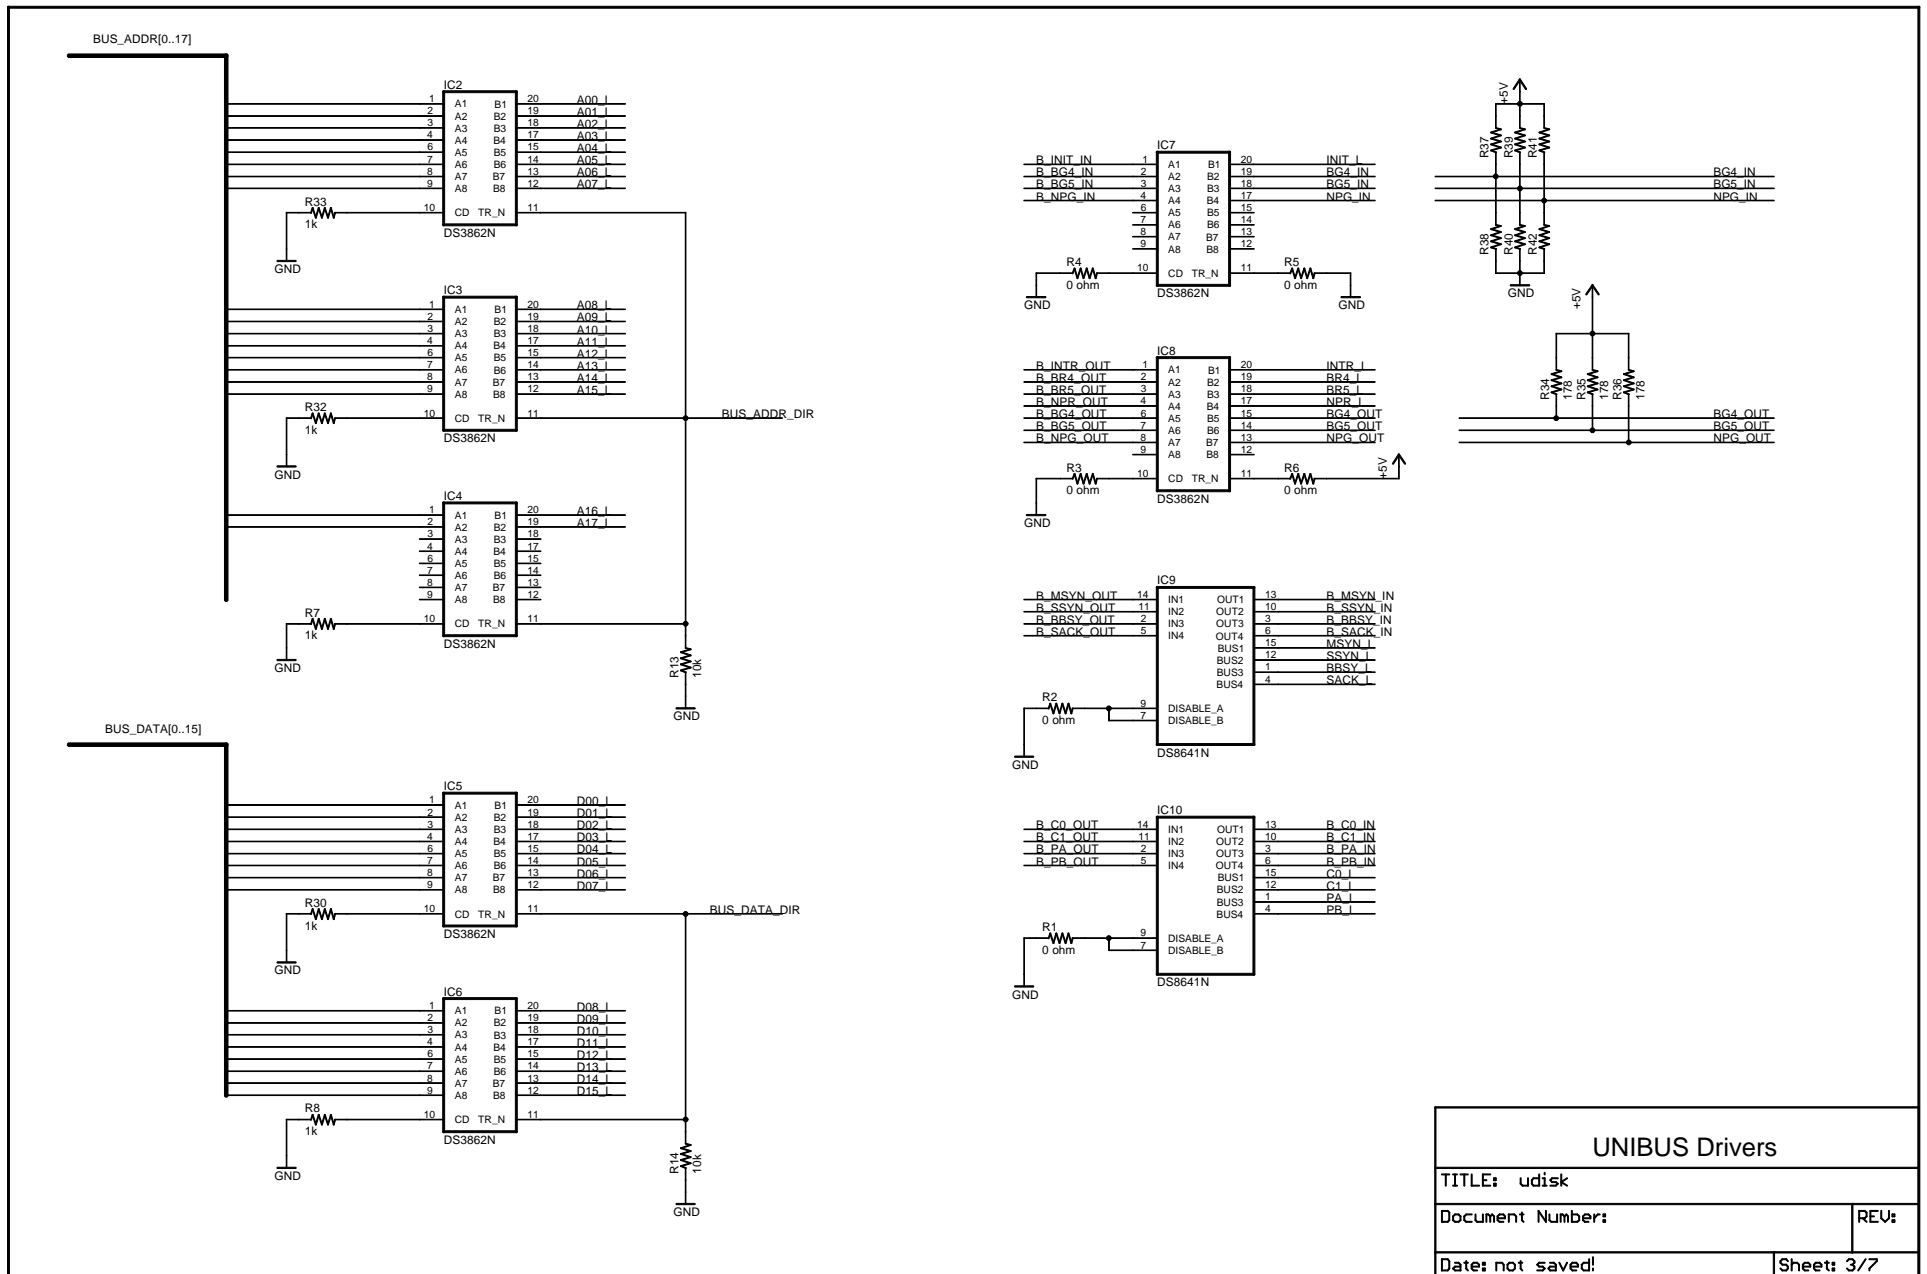 BUS_ADDR[0..17]
IC2
1 A1 B1 20 A00_L
2 A2 B2 19 A01_L
3 A3 B3 18 A02_L
4 A4 B4 17 A03_L
6 A5 B5 15 A04_L
7 A6 B6 14 A05_L
8 A7 B7 13 A06_L
9 A8 B8 12 A07_L
R33
1k
10 CD TR_N 11
DS3862N
GND
IC3
1 A1 B1 20 A08_L
2 A2 B2 19 A09_L
3 A3 B3 18 A10_L
4 A4 B4 17 A11_L
6 A5 B5 15 A12_L
7 A6 B6 14 A13_L
8 A7 B7 13 A14_L
9 A8 B8 12 A15_L
R32
1k
10 CD TR_N 11
BUS_ADDR_DIR
DS3862N
GND
IC4
1 A1 B1 20 A16_L
2 A2 B2 19 A17_L
3 A3 B3 18
4 A4 B4 17
6 A5 B5 15
7 A6 B6 14
8 A7 B7 13
9 A8 B8 12
R7
1k
10 CD TR_N 11
DS3862N
GND
R13
10k
GND
BUS_DATA[0..15]
IC5
1 A1 B1 20 D00_L
2 A2 B2 19 D01_L
3 A3 B3 18 D02_L
4 A4 B4 17 D03_L
6 A5 B5 15 D04_L
7 A6 B6 14 D05_L
8 A7 B7 13 D06_L
9 A8 B8 12 D07_L
R30
1k
10 CD TR_N 11
BUS_DATA_DIR
DS3862N
GND
IC6
1 A1 B1 20 D08_L
2 A2 B2 19 D09_L
3 A3 B3 18 D10_L
4 A4 B4 17 D11_L
6 A5 B5 15 D12_L
7 A6 B6 14 D13_L
8 A7 B7 13 D14_L
9 A8 B8 12 D15_L
R8
1k
10 CD TR_N 11
DS3862N
GND
R14
10k
GND
IC7
B_INIT_IN 1 A1 B1 20 INIT_L
B_BG4_IN 2 A2 B2 19 BG4_IN
B_BG5_IN 3 A3 B3 18 BG5_IN
B_NPG_IN 4 A4 B4 17 NPG_IN
6 A5 B5 15
7 A6 B6 14
8 A7 B7 13
9 A8 B8 12
R4
0 ohm
10 CD TR_N 11
R5
0 ohm
DS3862N
GND
GND
IC8
B_INTR_OUT 1 A1 B1 20 INTR_L
B_BR4_OUT 2 A2 B2 19 BR4_L
B_BR5_OUT 3 A3 B3 18 BR5_L
B_NPR_OUT 4 A4 B4 17 NPR_L
B_BG4_OUT 6 A5 B5 15 BG4_OUT
B_BG5_OUT 7 A6 B6 14 BG5_OUT
B_NPG_OUT 8 A7 B7 13 NPG_OUT
9 A8 B8 12
R3
0 ohm
10 CD TR_N 11
R6
0 ohm
+5V
DS3862N
GND
IC9
B_MSYN_OUT 14 IN1 OUT1 13 B_MSYN_IN
B_SSYN_OUT 11 IN2 OUT2 10 B_SSYN_IN
B_BBSY_OUT 2 IN3 OUT3 3 B_BBSY_IN
B_SACK_OUT 5 IN4 OUT4 6 B_SACK_IN
BUS1 15 MSYN_L
BUS2 12 SSYN_L
BUS3 1 BBSY_L
BUS4 4 SACK_L
R2
0 ohm
9 DISABLE_A
7 DISABLE_B
DS8641N
GND
IC10
B_C0_OUT 14 IN1 OUT1 13 B_C0_IN
B_C1_OUT 11 IN2 OUT2 10 B_C1_IN
B_PA_OUT 2 IN3 OUT3 3 B_PA_IN
B_PB_OUT 5 IN4 OUT4 6 B_PB_IN
BUS1 15 C0_L
BUS2 12 C1_L
BUS3 1 PA_L
BUS4 4 PB_L
R1
0 ohm
9 DISABLE_A
7 DISABLE_B
DS8641N
GND
+5V
R37 R39 R41
BG4_IN
BG5_IN
NPG_IN
R38 R40 R42
GND
+5V
R34 178 R35 178 R36 178
BG4_OUT
BG5_OUT
NPG_OUT
UNIBUS Drivers
TITLE: udisk
Document Number:
REV:
Date: not saved!
Sheet: 3/7